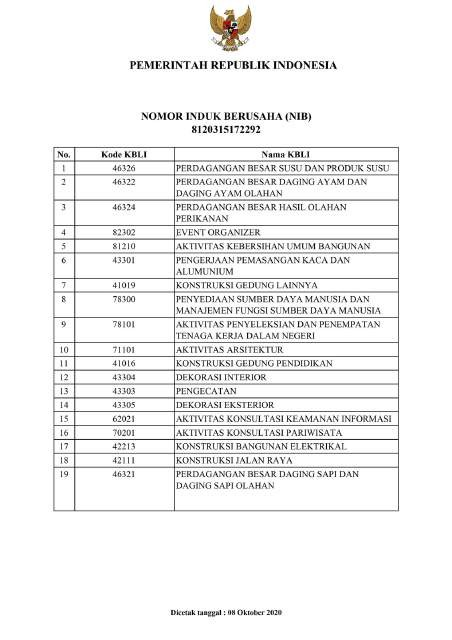 PEMERINTAH REPUBLIK INDONESIA
NOMOR INDUK BERUSAHA (NIB)
8120315172292
No. Kode KBLI Nama KBLI
1 46326 PERDAGANGAN BESAR SUSU DAN PRODUK SUSU
2 46322 PERDAGANGAN BESAR DAGING AYAM DAN
DAGING AYAM OLAHAN
3 46324 PERDAGANGAN BESAR HASIL OLAHAN
PERIKANAN
4 82302 EVENT ORGANIZER
5 81210 AKTIVITAS KEBERSIHAN UMUM BANGUNAN
6 43301 PENGERJAAN PEMASANGAN KACA DAN
ALUMUNIUM
7 41019 KONSTRUKSI GEDUNG LAINNYA
8 78300 PENYEDIAAN SUMBER DAYA MANUSIA DAN
MANAJEMEN FUNGSI SUMBER DAYA MANUSIA
9 78101 AKTIVITAS PENYELEKSIAN DAN PENEMPATAN
TENAGA KERJA DALAM NEGERI
10 71101 AKTIVITAS ARSITEKTUR
11 41016 KONSTRUKSI GEDUNG PENDIDIKAN
12 43304 DEKORASI INTERIOR
13 43303 PENGECATAN
14 43305 DEKORASI EKSTERIOR
15 62021 AKTIVITAS KONSULTASI KEAMANAN INFORMASI
16 70201 AKTIVITAS KONSULTASI PARIWISATA
17 42213 KONSTRUKSI BANGUNAN ELEKTRIKAL
18 42111 KONSTRUKSI JALAN RAYA
19 46321 PERDAGANGAN BESAR DAGING SAPI DAN
DAGING SAPI OLAHAN
Dicetak tanggal : 08 Oktober 2020